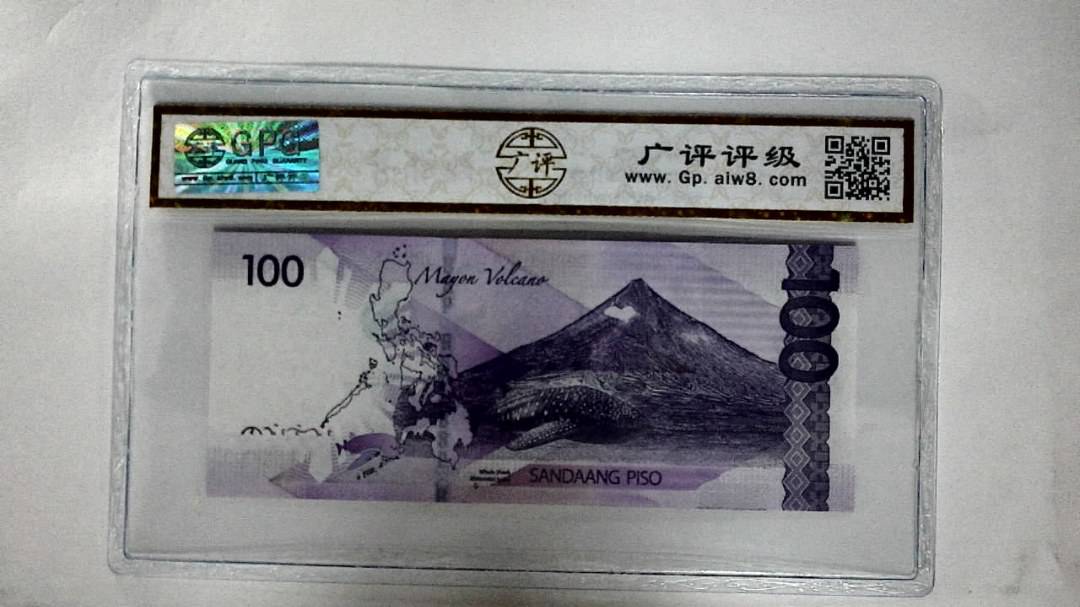 GPG
广评
广评评级
www. Gp. aiw8. com
100
Mayon Volcano
100
SANDAANG PISO